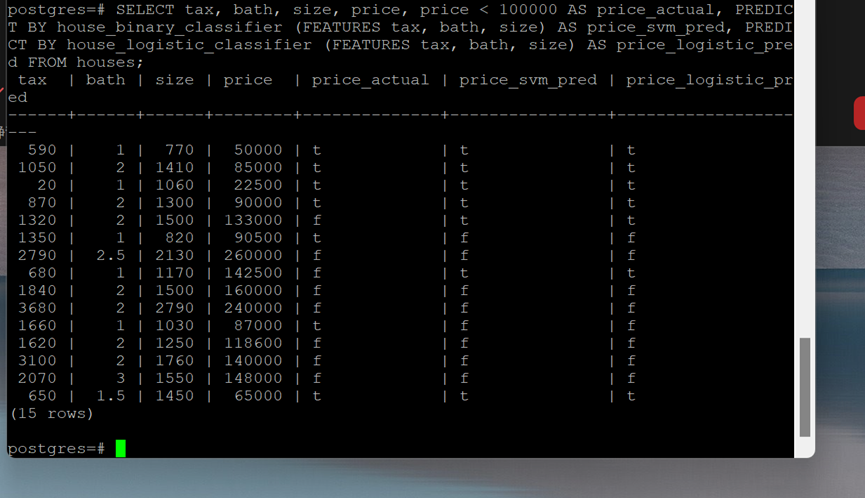 postgres=# SELECT tax, bath, size, price, price < 100000 AS price_actual, PREDIC
T BY house_binary_classifier (FEATURES tax, bath, size) AS price_svm_pred, PREDI
CT BY house_logistic_classifier (FEATURES tax, bath, size) AS price_logistic_pre
d FROM houses;
 tax  | bath | size | price  | price_actual | price_svm_pred | price_logistic_pr
ed
------+------+------+--------+--------------+----------------+------------------
---
  590 |    1 |  770 |  50000 | t            | t              | t
 1050 |    2 | 1410 |  85000 | t            | t              | t
   20 |    1 | 1060 |  22500 | t            | t              | t
  870 |    2 | 1300 |  90000 | t            | t              | t
 1320 |    2 | 1500 | 133000 | f            | t              | t
 1350 |    1 |  820 |  90500 | t            | f              | f
 2790 |  2.5 | 2130 | 260000 | f            | f              | f
  680 |    1 | 1170 | 142500 | f            | t              | t
 1840 |    2 | 1500 | 160000 | f            | f              | f
 3680 |    2 | 2790 | 240000 | f            | f              | f
 1660 |    1 | 1030 |  87000 | t            | f              | f
 1620 |    2 | 1250 | 118600 | f            | f              | f
 3100 |    2 | 1760 | 140000 | f            | f              | f
 2070 |    3 | 1550 | 148000 | f            | f              | f
  650 |  1.5 | 1450 |  65000 | t            | t              | t
(15 rows)
postgres=#